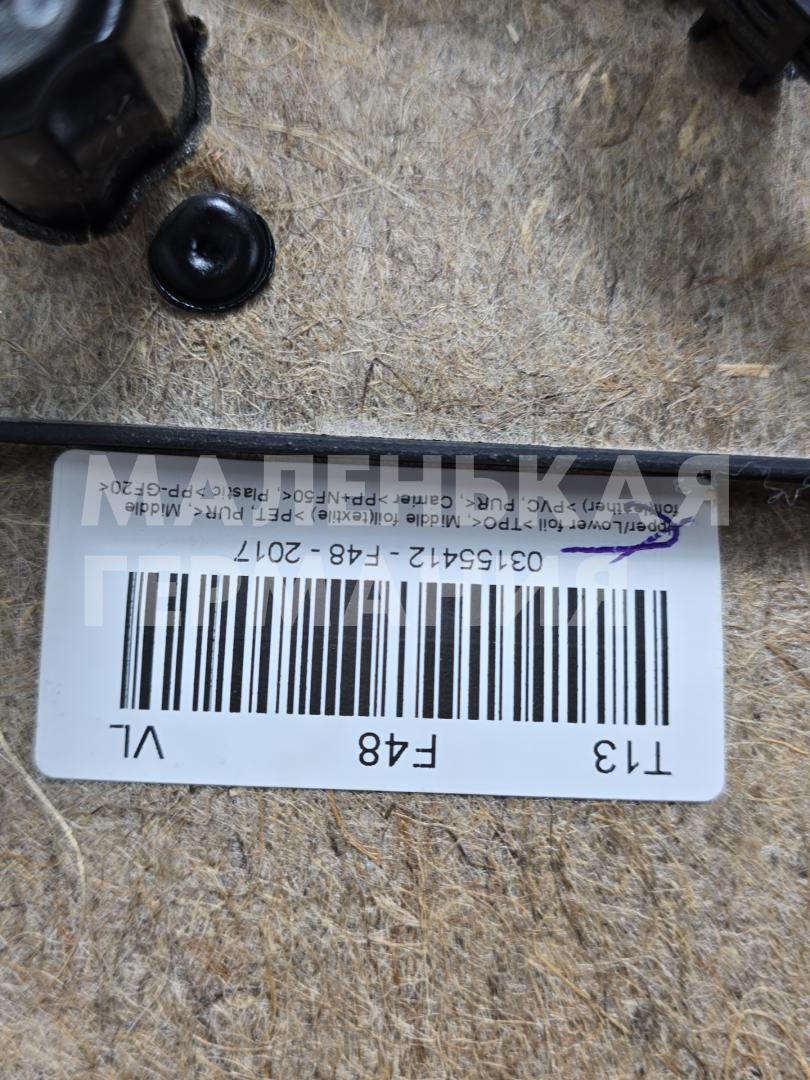 T13 F48 VL
03155412 - F48 - 2017
Upper/Lower foil >TPO<, Middle foil(textile) >PET, PUR<, Middle
foil(leather) >PVC, PUR<, Carrier >PP+NF50<, Plastic >PP-GF20<
МАЛЕНЬКАЯ
ГЕРМАНИЯ